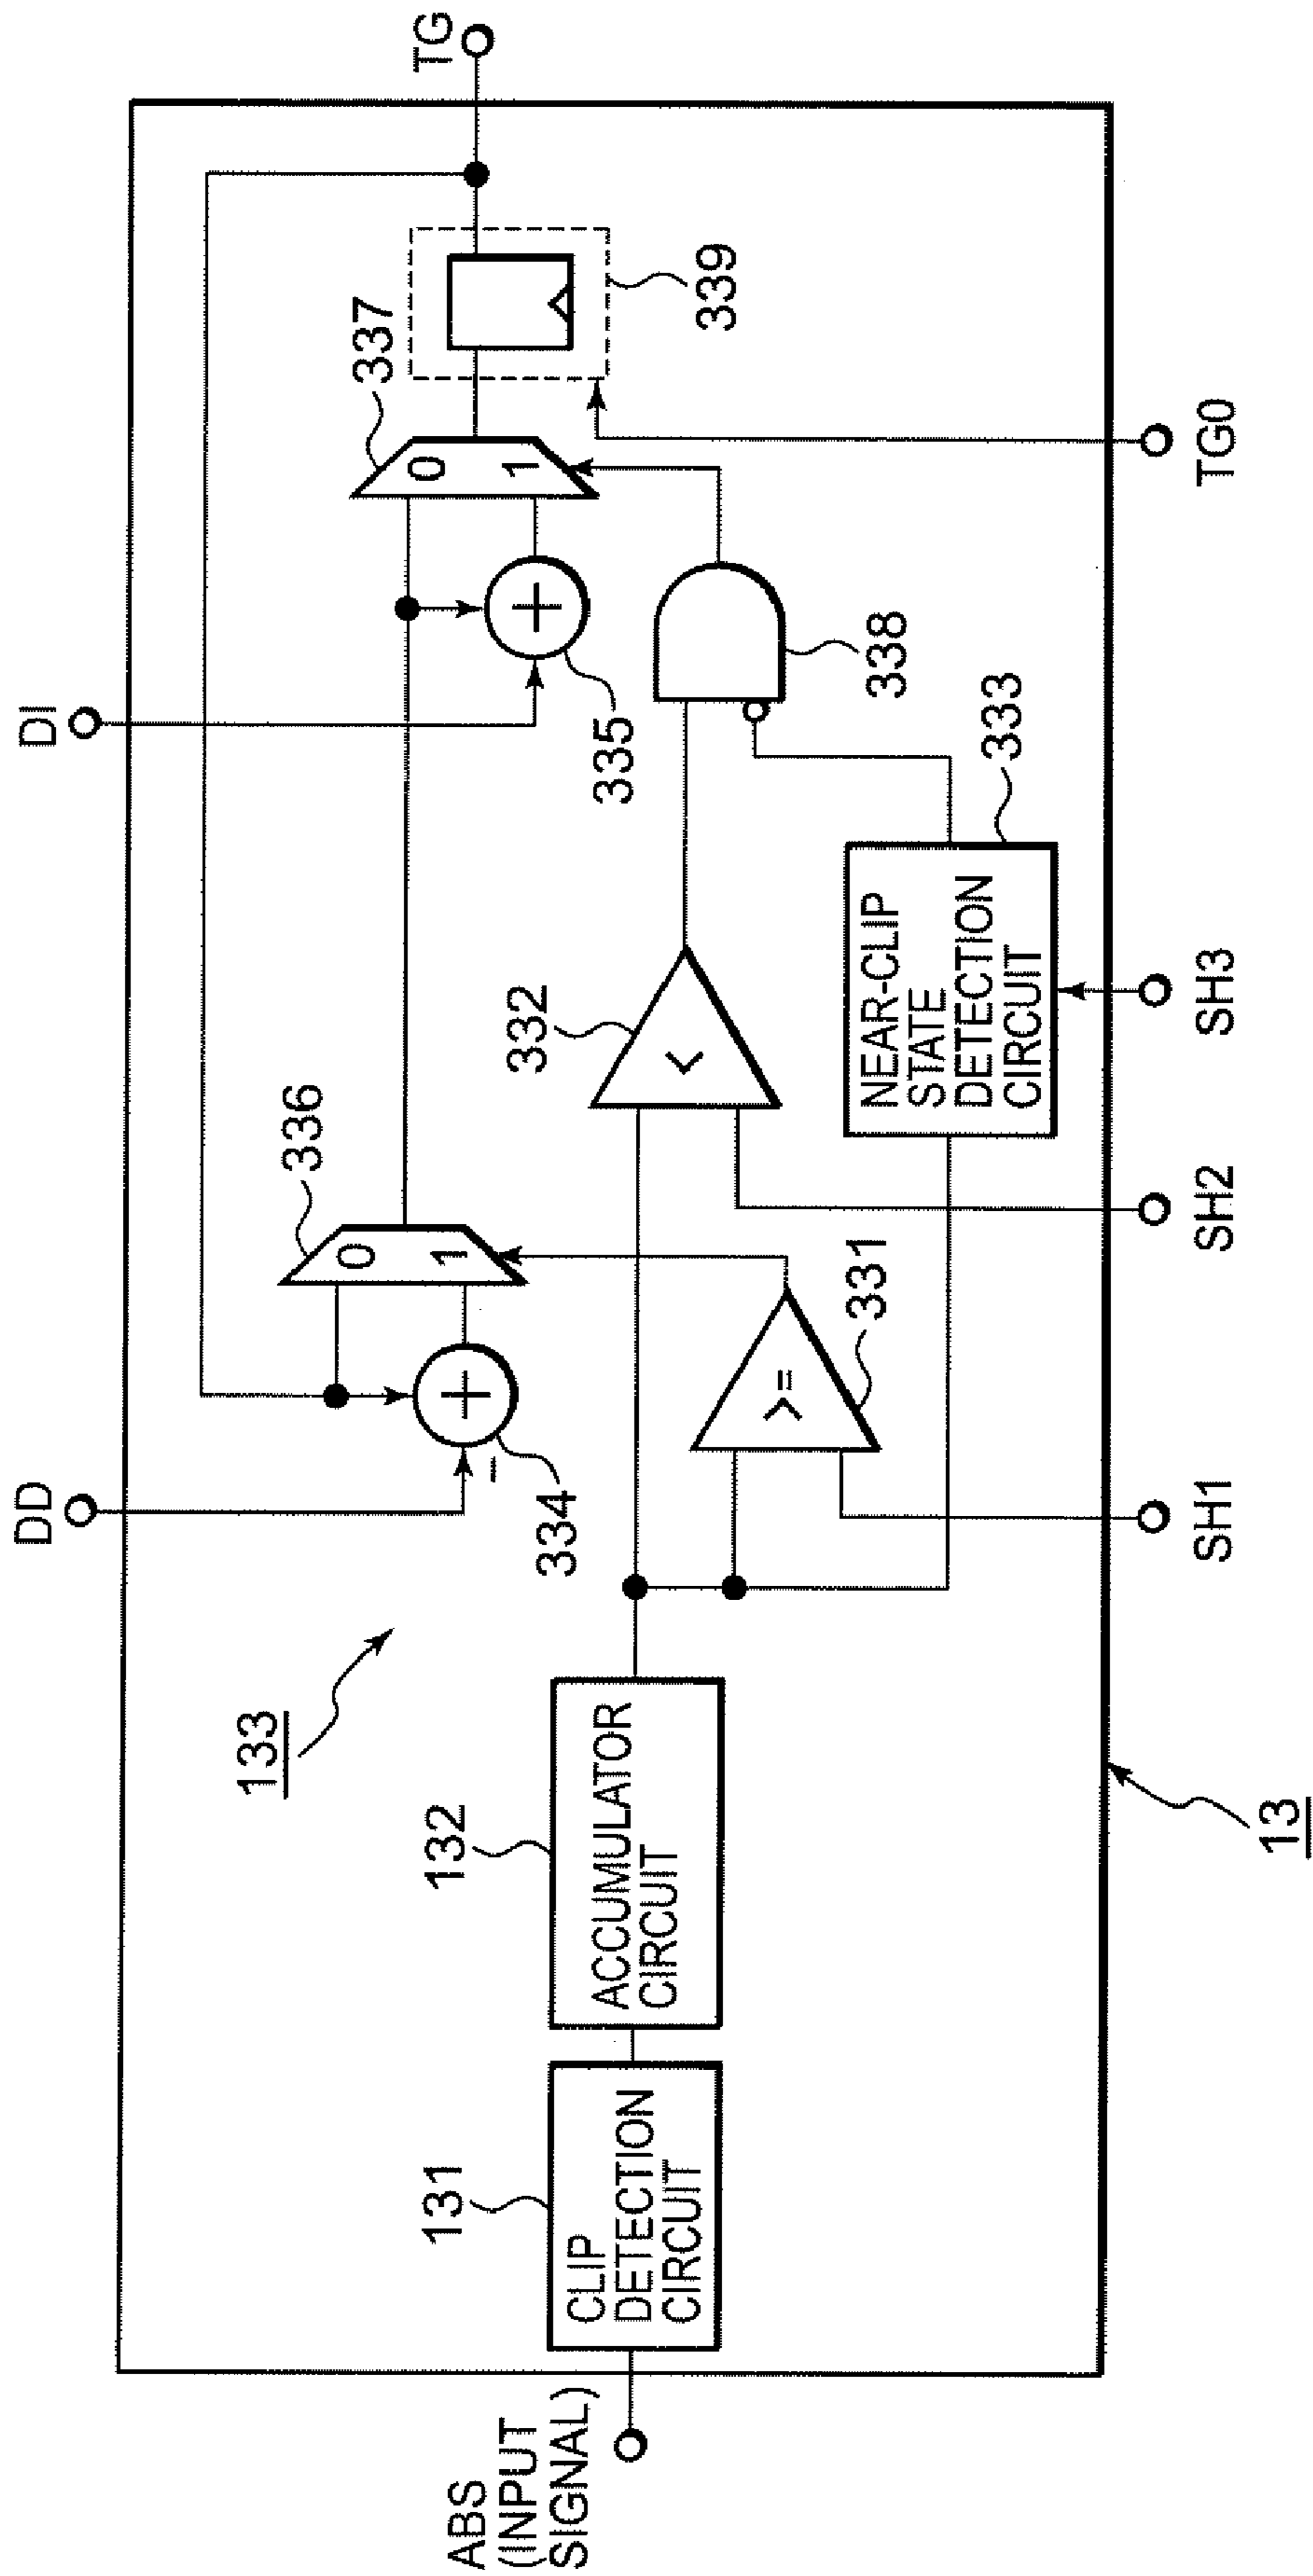 DD
DI
133
336
0
1
337
0
1
TG
ABS
(INPUT
SIGNAL)
131
CLIP
DETECTION
CIRCUIT
132
ACCUMULATOR
CIRCUIT
334
+
−
332
<
335
+
339
331
>=
338
333
NEAR-CLIP
STATE
DETECTION
CIRCUIT
13
SH1
SH2
SH3
TG0